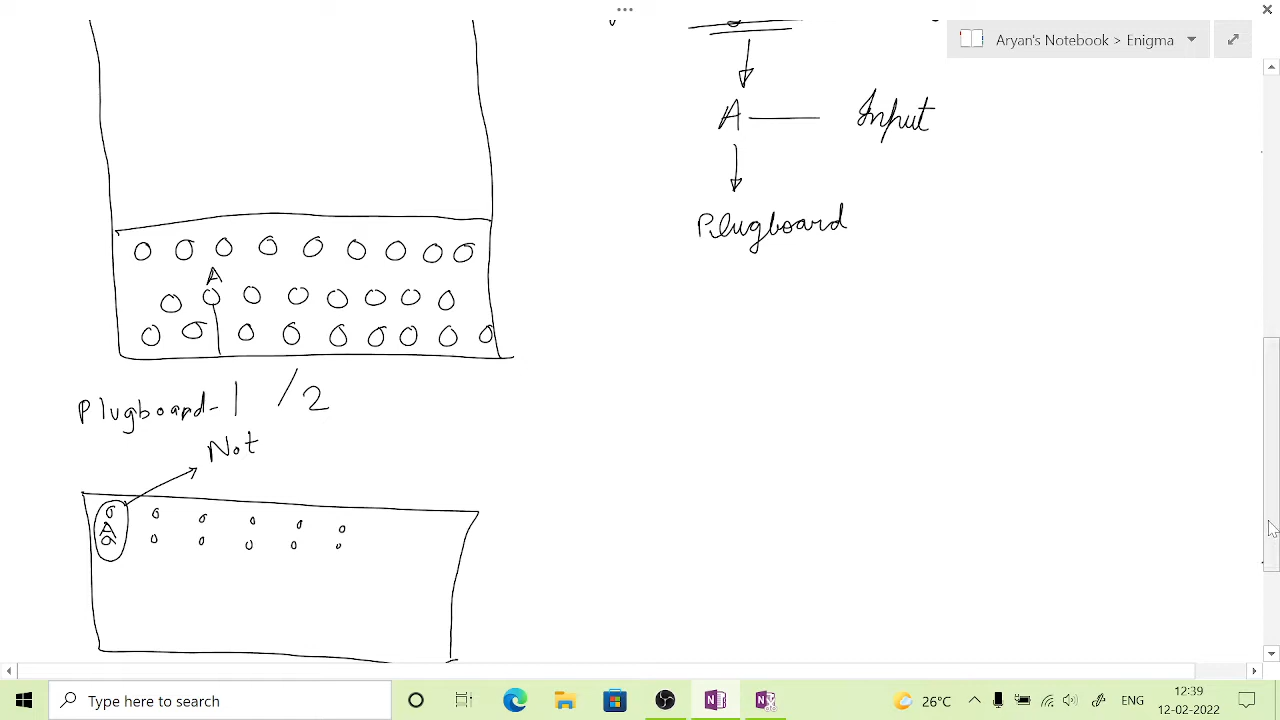 Aryan's Notebook > Enigma
A
Input
Plugboard
A
Plugboard-1 / 2
Not
A
Type here to search
26°C
ENG
12:39
12-02-2022